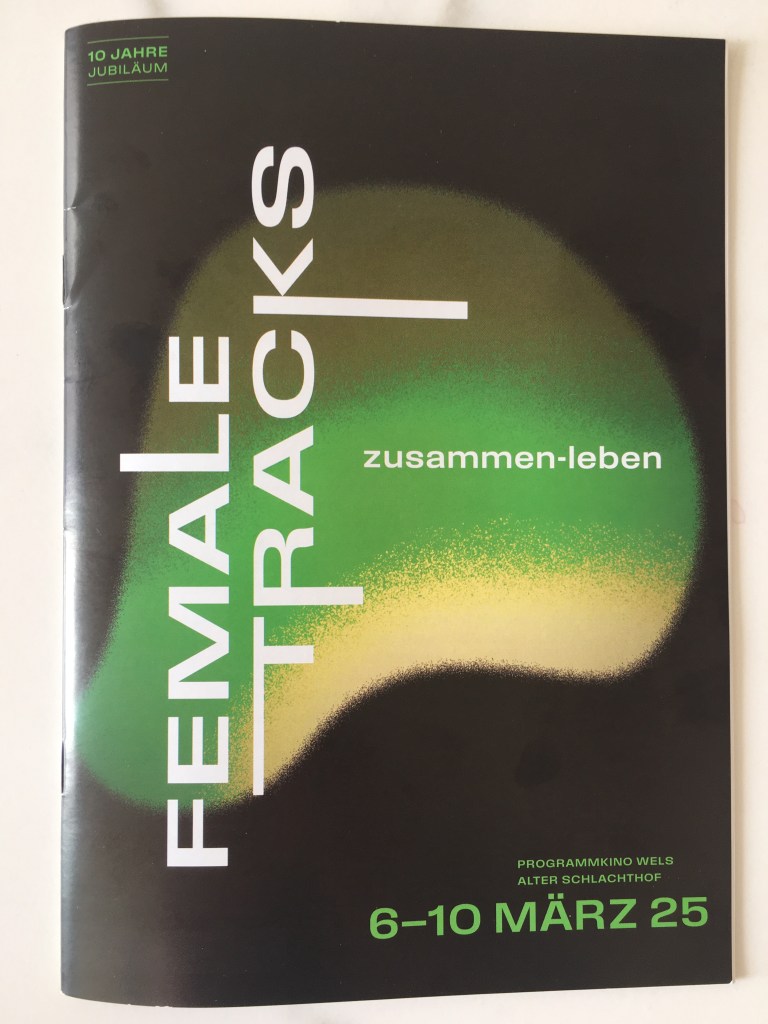 10 JAHRE
JUBILÄUM
FEMALE
TRACKS
zusammen-leben
PROGRAMMKINO WELS
ALTER SCHLACHTHOF
6–10 MÄRZ 25